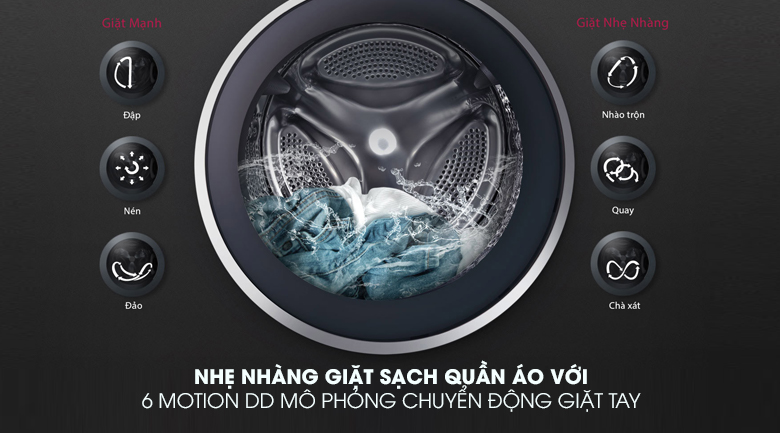 Giặt Mạnh
Giặt Nhẹ Nhàng
Đập
Nhào trộn
Nén
Quay
Đảo
Chà xát
NHẸ NHÀNG GIẶT SẠCH QUẦN ÁO VỚI
6 MOTION DD MÔ PHỎNG CHUYỂN ĐỘNG GIẶT TAY